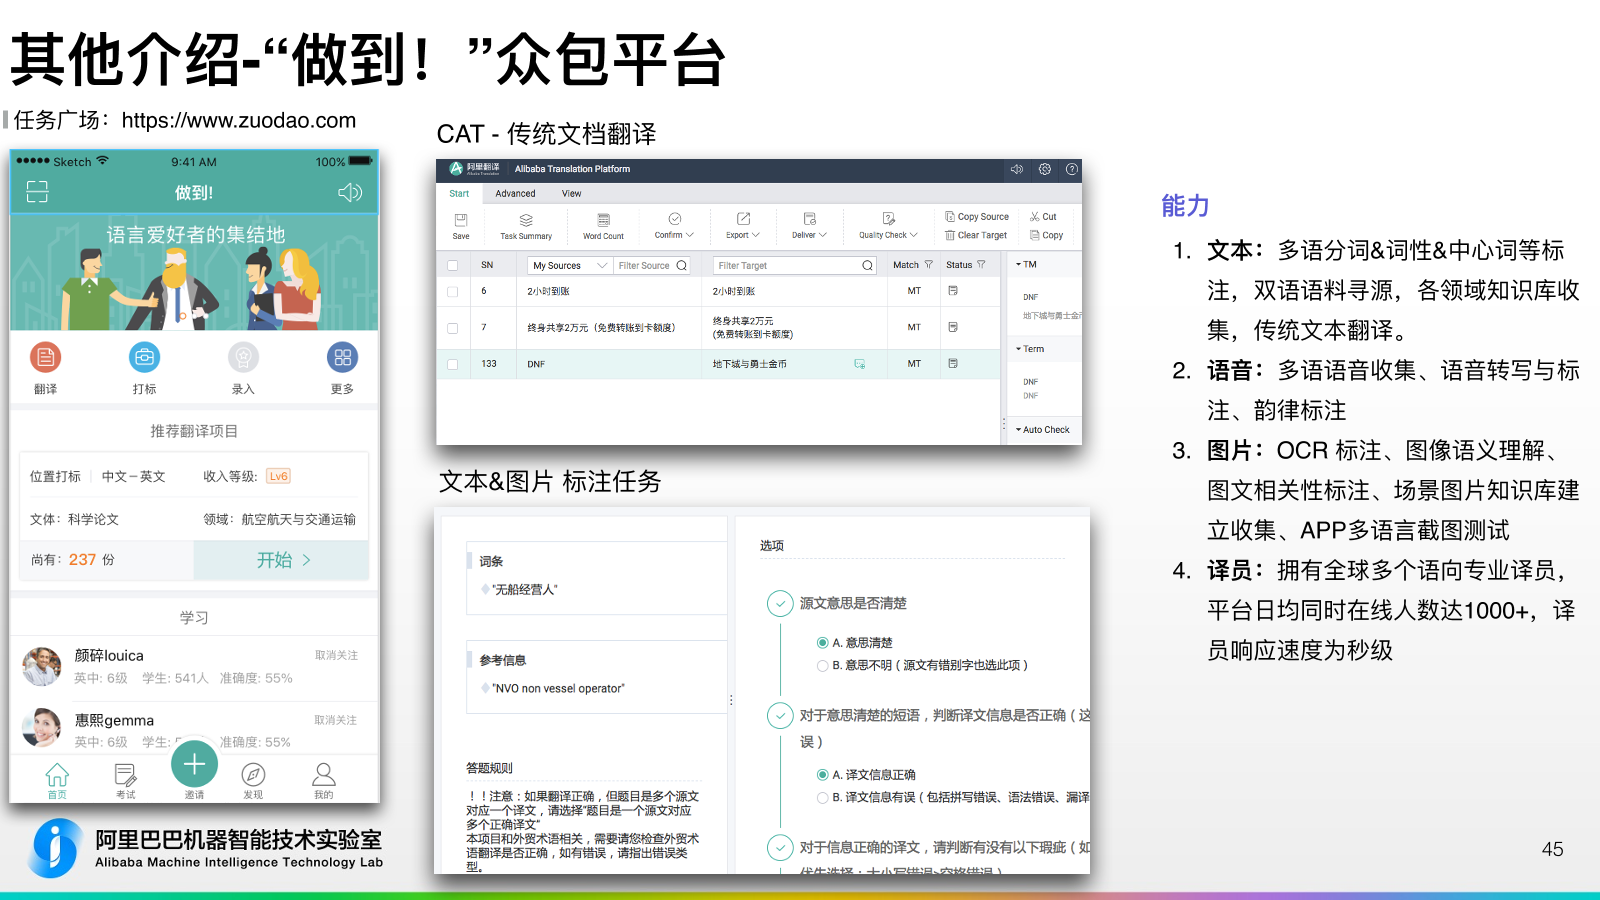 其他介绍-“做到！”众包平台
任务广场：https://www.zuodao.com
Sketch 9:41 AM 100%
做到!
语言爱好者的集结地
翻译 打标 录入 更多
推荐翻译项目
位置打标 中文－英文 收入等级: Lv6
文体：科学论文 领域：航空航天与交通运输
尚有：237 份 开始 >
学习
颜碎louica 取消关注
英中: 6级 学生: 541人 准确度: 55%
惠熙gemma 取消关注
英中: 6级 学生: 准确度: 55%
首页 考试 邀请 发现 我的
阿里巴巴机器智能技术实验室
Alibaba Machine Intelligence Technology Lab
CAT - 传统文档翻译
阿里翻译 Alibaba Translation Platform
Start Advanced View
Save Task Summary Word Count Confirm Export Deliver Quality Check Copy Source Cut
Clear Target Copy
SN My Sources Filter Source Filter Target Match Status
6 2小时到账 2小时到账 MT
7 终身共享2万元（免费转账到卡额度） 终身共享2万元
(免费转账到卡额度) MT
133 DNF 地下城与勇士金币 MT
TM
DNF
地下城与勇士金币
Term
DNF
DNF
Auto Check
文本&图片 标注任务
词条
"无船经营人"
参考信息
"NVO non vessel operator"
答题规则
！！注意：如果翻译正确，但题目是多个源文
对应一个译文，请选择"题目是一个源文对应
多个正确译文"
本项目和外贸术语相关，需要请您检查外贸术
语翻译是否正确，如有错误，请指出错误类
型。
选项
源文意思是否清楚
A. 意思清楚
B. 意思不明（源文有错别字也选此项）
对于意思清楚的短语，判断译文信息是否正确（这
误）
A. 译文信息正确
B. 译文信息有误（包括拼写错误、语法错误、漏译
对于信息正确的译文，请判断有没有以下瑕疵（如
优先选择：大小写错误>空格错误）
能力
1. 文本：多语分词&词性&中心词等标
注，双语语料寻源，各领域知识库收
集，传统文本翻译。
2. 语音：多语语音收集、语音转写与标
注、韵律标注
3. 图片：OCR 标注、图像语义理解、
图文相关性标注、场景图片知识库建
立收集、APP多语言截图测试
4. 译员：拥有全球多个语向专业译员，
平台日均同时在线人数达1000+，译
员响应速度为秒级
45